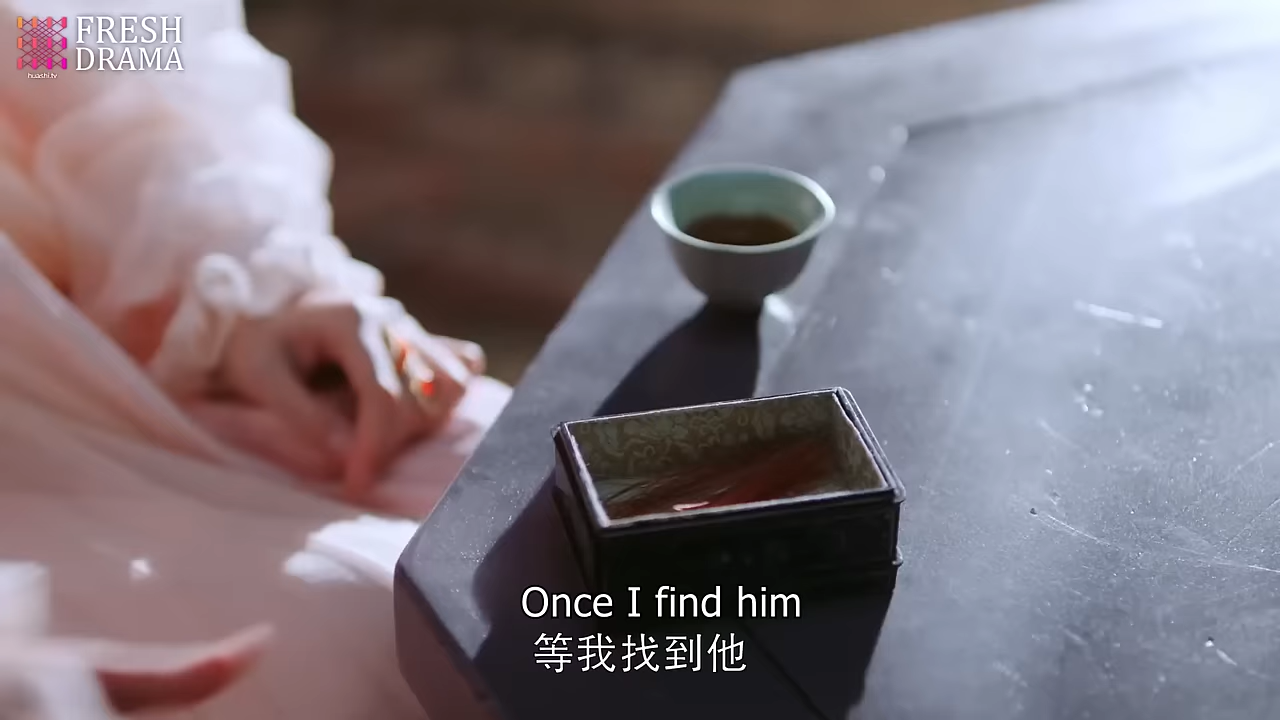 FRESH
DRAMA
huashi.tv
Once I find him
等我找到他